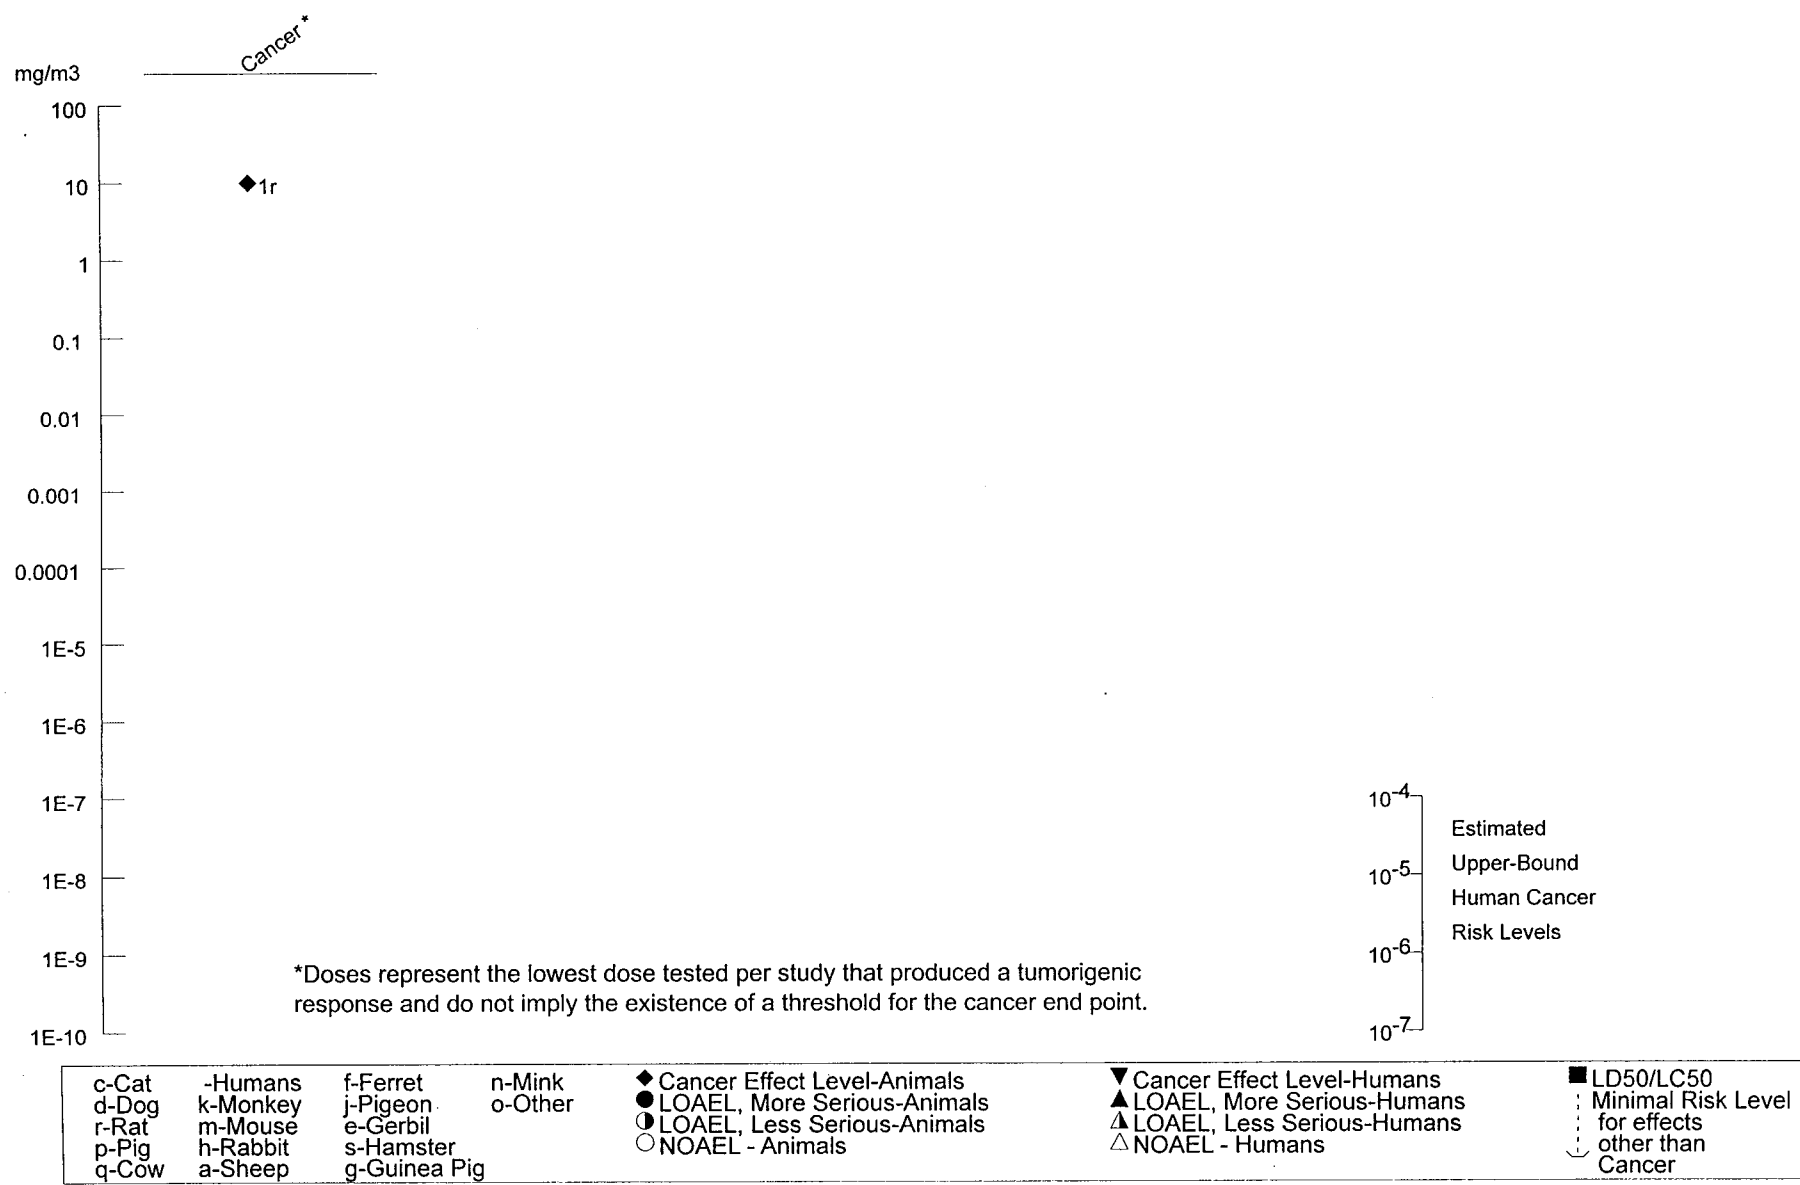 Cancer *
mg/m3
100
10
1r
1
0.1
0.01
0.001
0.0001
1E-5
1E-6
1E-7
1E-8
1E-9
1E-10
*Doses represent the lowest dose tested per study that produced a tumorigenic
response and do not imply the existence of a threshold for the cancer end point.
10-4
10-5
10-6
10-7
Estimated
Upper-Bound
Human Cancer
Risk Levels
c-Cat
d-Dog
r-Rat
p-Pig
q-Cow
-Humans
k-Monkey
m-Mouse
h-Rabbit
a-Sheep
f-Ferret
j-Pigeon
e-Gerbil
s-Hamster
g-Guinea Pig
n-Mink
o-Other
Cancer Effect Level-Animals
LOAEL, More Serious-Animals
LOAEL, Less Serious-Animals
NOAEL - Animals
Cancer Effect Level-Humans
LOAEL, More Serious-Humans
LOAEL, Less Serious-Humans
NOAEL - Humans
LD50/LC50
Minimal Risk Level
for effects
other than
Cancer